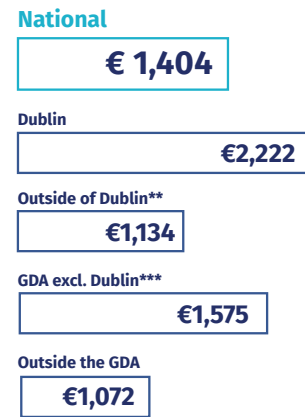 National
€ 1,404
Dublin
€2,222
Outside of Dublin**
€1,134
GDA excl. Dublin***
€1,575
Outside the GDA
€1,072